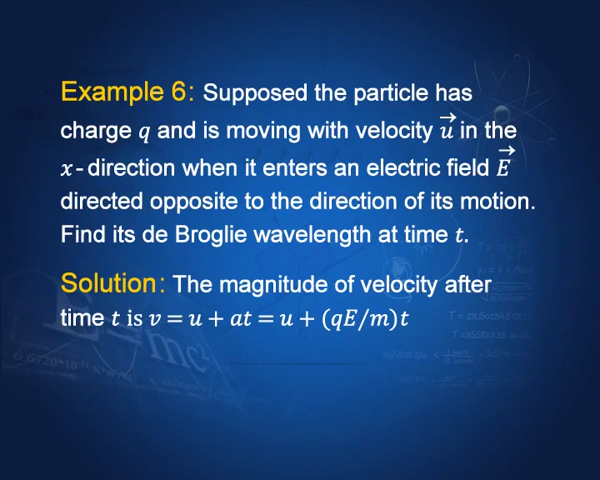 Example 6: Supposed the particle has
charge q and is moving with velocity u⃗ in the
x-direction when it enters an electric field E⃗
directed opposite to the direction of its motion.
Find its de Broglie wavelength at time t.
Solution: The magnitude of velocity after
time t is v = u + at = u + (qE/m)t